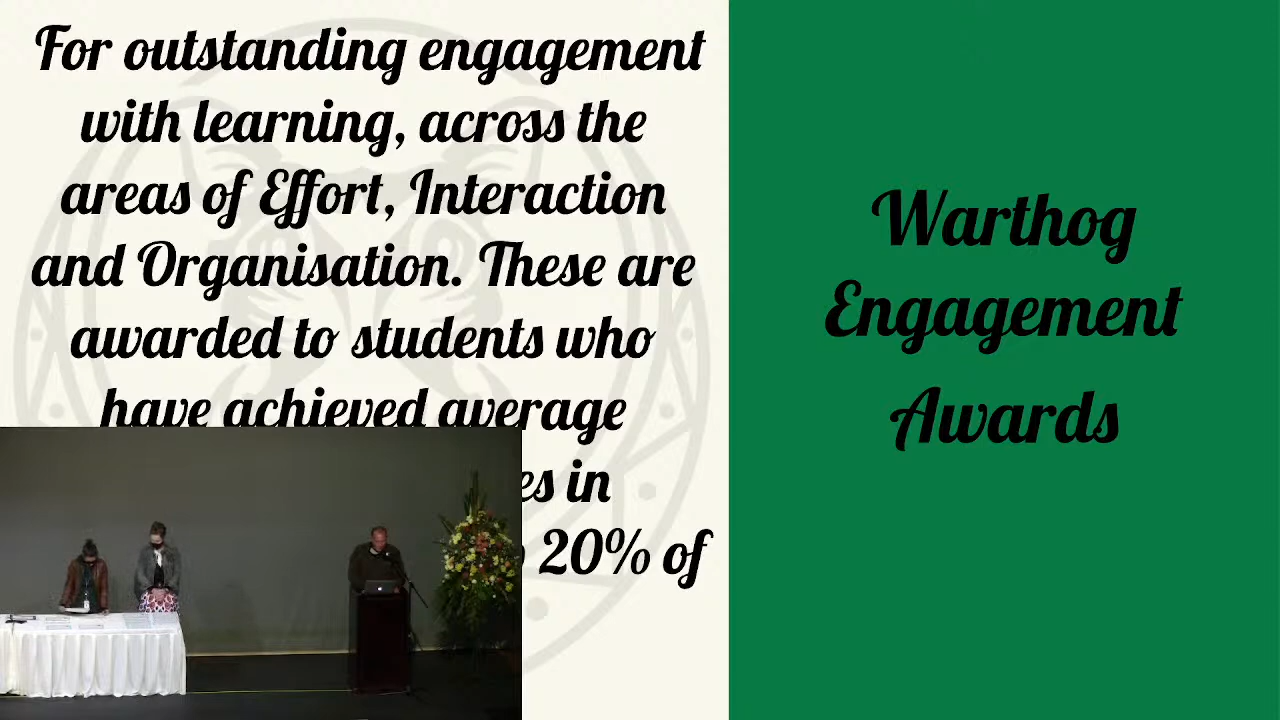 For outstanding engagement
with learning, across the
areas of Effort, Interaction
and Organisation. These are
awarded to students who
have achieved average
in
20% of
Warthog
Engagement
Awards